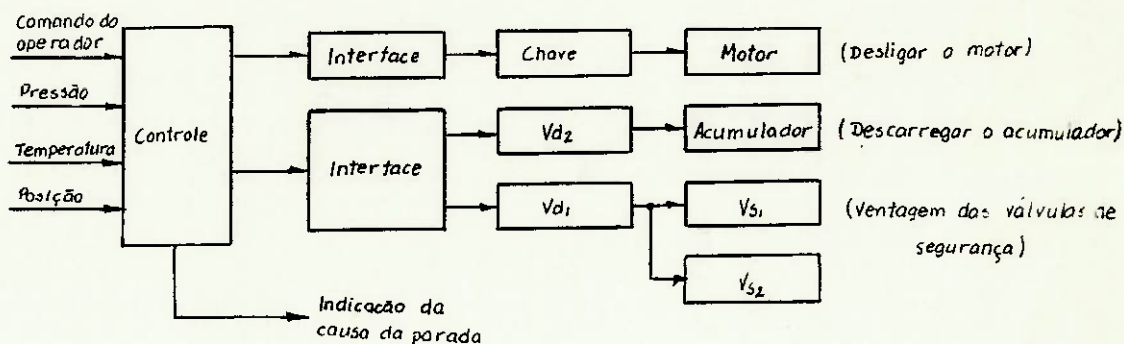 Comando do
operador
Pressão
Temperatura
Posição
Controle
Interface
Chave
Motor
(Desligar o motor)
Interface
Vd2
Acumulador
(Descarregar o acumulador)
Vd1
Vs1
(Ventagem das válvulas de
segurança)
Vs2
Indicação da
causa da parada